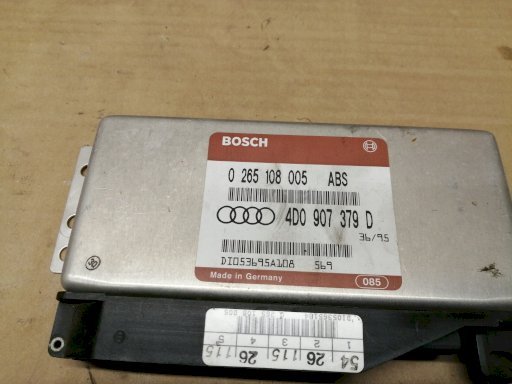 BOSCH
0 265 108 005 ABS
4D0 907 379 D
36/95
DI053695A108 569
Made in Germany
085
1 2 3 4 5
54 26 115 26 115